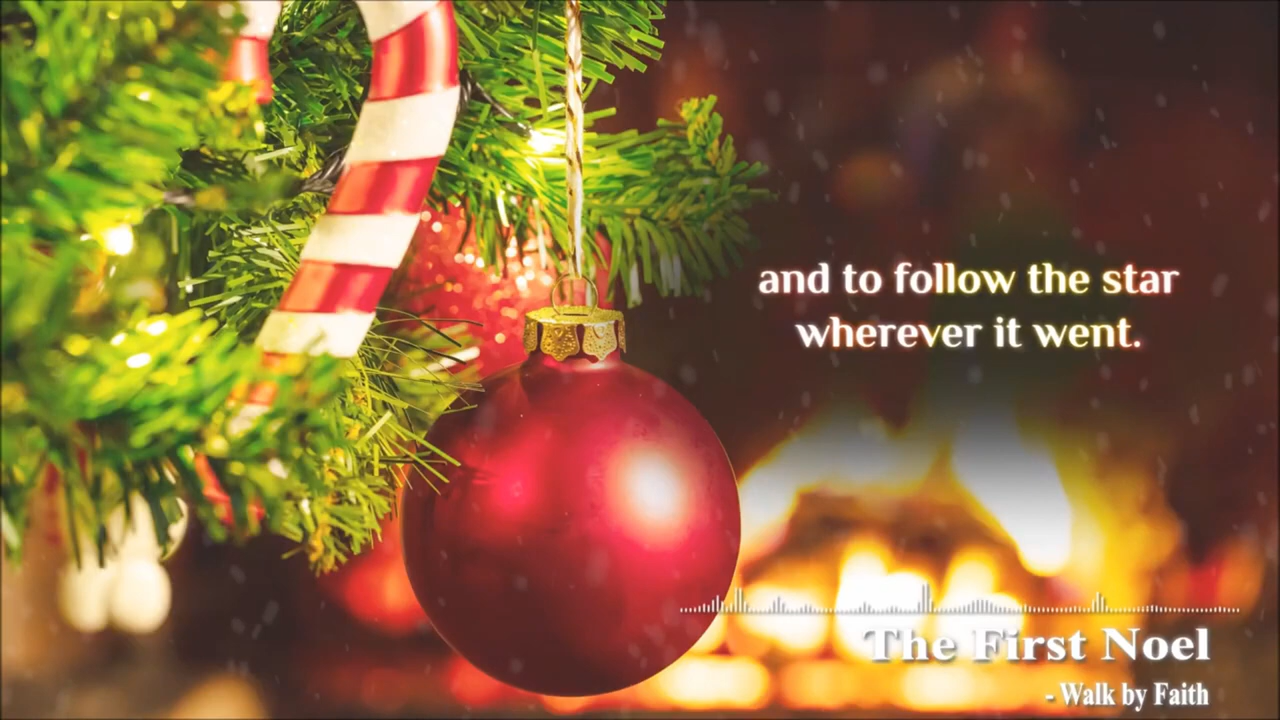 and to follow the star
wherever it went.
The First Noel
- Walk by Faith